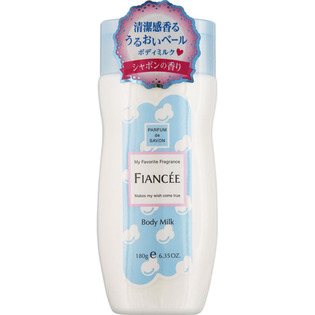 清潔感香る
うるおいベール
ボディミルク♥
シャボンの香り
PARFUM
de
SAVON
My Favorite Fragrance
FIANCÉE
Makes my wish come true
Body Milk
180g ℮ 6.35 OZ.